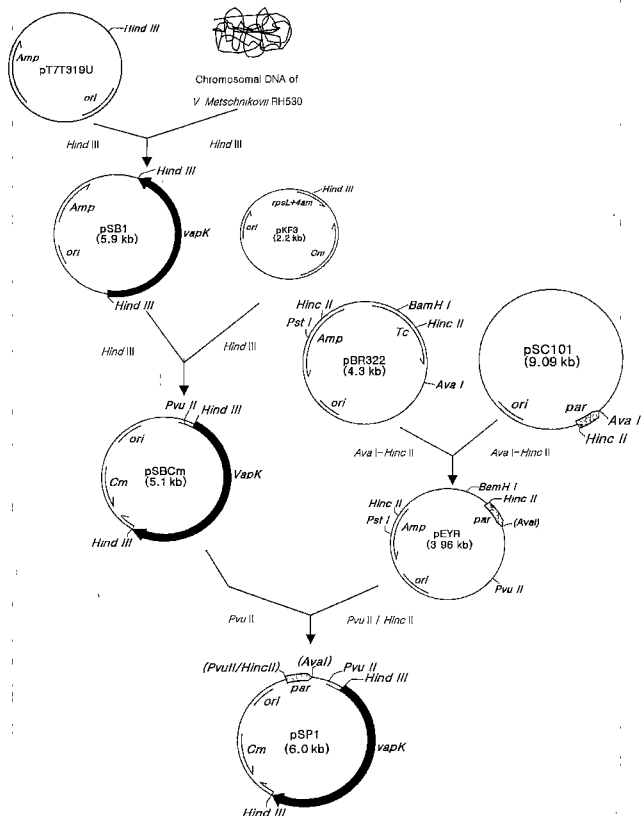 Hind III
Amp
pT7T319U
ori
Chromosomal DNA of
V Metschnikovii RH530
Hind III
Hind III
Hind III
Amp
pSB1
(5.9 kb)
vapK
ori
Hind III
Hind III
rpsL+4am
ori
pKF3
(2.2 kb)
Cm
Hind III
Hind III
BamH I
Hinc II
Hinc II
Pst I
Amp
Tc
pBR322
(4.3 kb)
Ava I
ori
pSC101
(9.09 kb)
ori
par
Ava I
Hinc II
Ava I-Hinc II
Ava I-Hinc II
Pvu II
Hind III
ori
pSBCm
(5.1 kb)
Cm
VapK
Hind III
BamH I
Hinc II
Hinc II
par
(AvaI)
Pst I
Amp
pEYR
(3 96 kb)
ori
Pvu II
Pvu II
Pvu II / Hinc II
(PvuII/HincII)
(AvaI)
Pvu II
Hind III
par
ori
pSP1
(6.0 kb)
Cm
vapK
Hind III